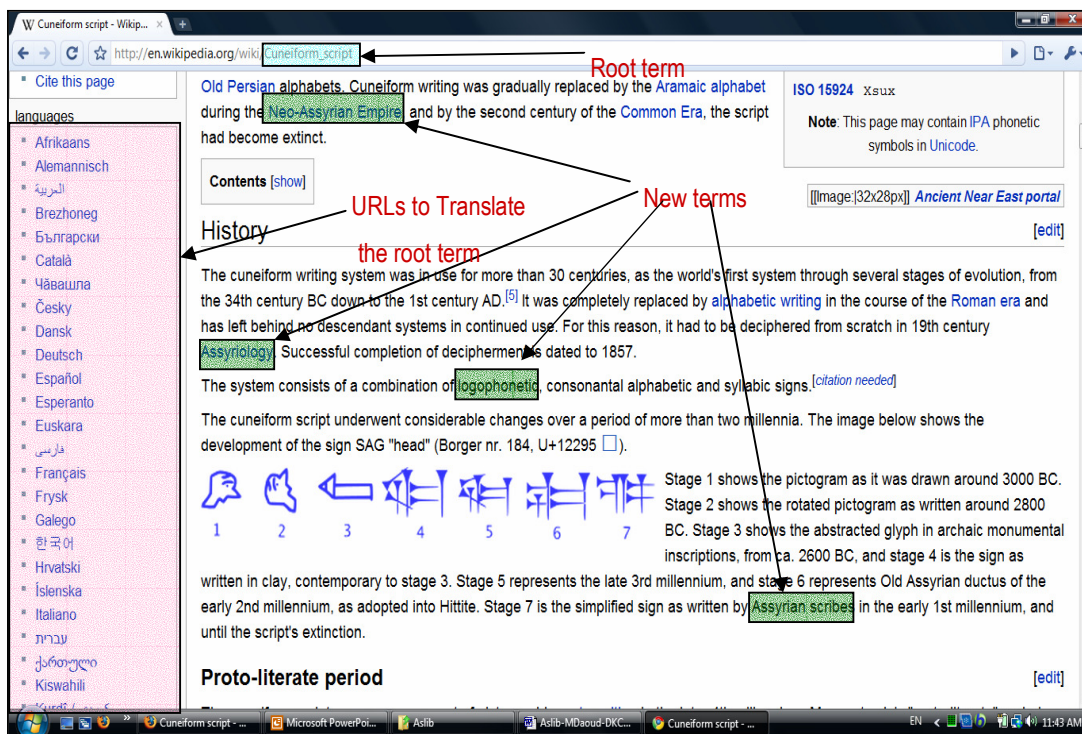 Cuneiform script - Wikip...
http://en.wikipedia.org/wiki/Cuneiform_script
Root term
Cite this page
languages
Afrikaans
Alemannisch
العربية
Brezhoneg
Български
Català
Чӑвашла
Česky
Dansk
Deutsch
Español
Esperanto
Euskara
فارسی
Français
Frysk
Galego
한국어
Hrvatski
Íslenska
Italiano
עברית
ქართული
Kiswahili
Old Persian alphabets. Cuneiform writing was gradually replaced by the Aramaic alphabet
during the Neo-Assyrian Empire, and by the second century of the Common Era, the script
had become extinct.
ISO 15924 Xsux
Note: This page may contain IPA phonetic
symbols in Unicode.
[[Image:|32x28px]] Ancient Near East portal
Contents [show]
URLs to Translate
the root term
New terms
History [edit]
The cuneiform writing system was in use for more than 30 centuries, as the world's first system through several stages of evolution, from
the 34th century BC down to the 1st century AD.[5] It was completely replaced by alphabetic writing in the course of the Roman era and
has left behind no descendant systems in continued use. For this reason, it had to be deciphered from scratch in 19th century
Assyriology. Successful completion of decipherment is dated to 1857.
The system consists of a combination of logophonetic, consonantal alphabetic and syllabic signs.[citation needed]
The cuneiform script underwent considerable changes over a period of more than two millennia. The image below shows the
development of the sign SAG "head" (Borger nr. 184, U+12295 ).
1 2 3 4 5 6 7
Stage 1 shows the pictogram as it was drawn around 3000 BC.
Stage 2 shows the rotated pictogram as written around 2800
BC. Stage 3 shows the abstracted glyph in archaic monumental
inscriptions, from ca. 2600 BC, and stage 4 is the sign as
written in clay, contemporary to stage 3. Stage 5 represents the late 3rd millennium, and stage 6 represents Old Assyrian ductus of the
early 2nd millennium, as adopted into Hittite. Stage 7 is the simplified sign as written by Assyrian scribes in the early 1st millennium, and
until the script's extinction.
Proto-literate period [edit]
Cuneiform script - ... Microsoft PowerPoi... Aslib Aslib-MDaoud-DKC... Cuneiform script - ... EN 11:43 AM